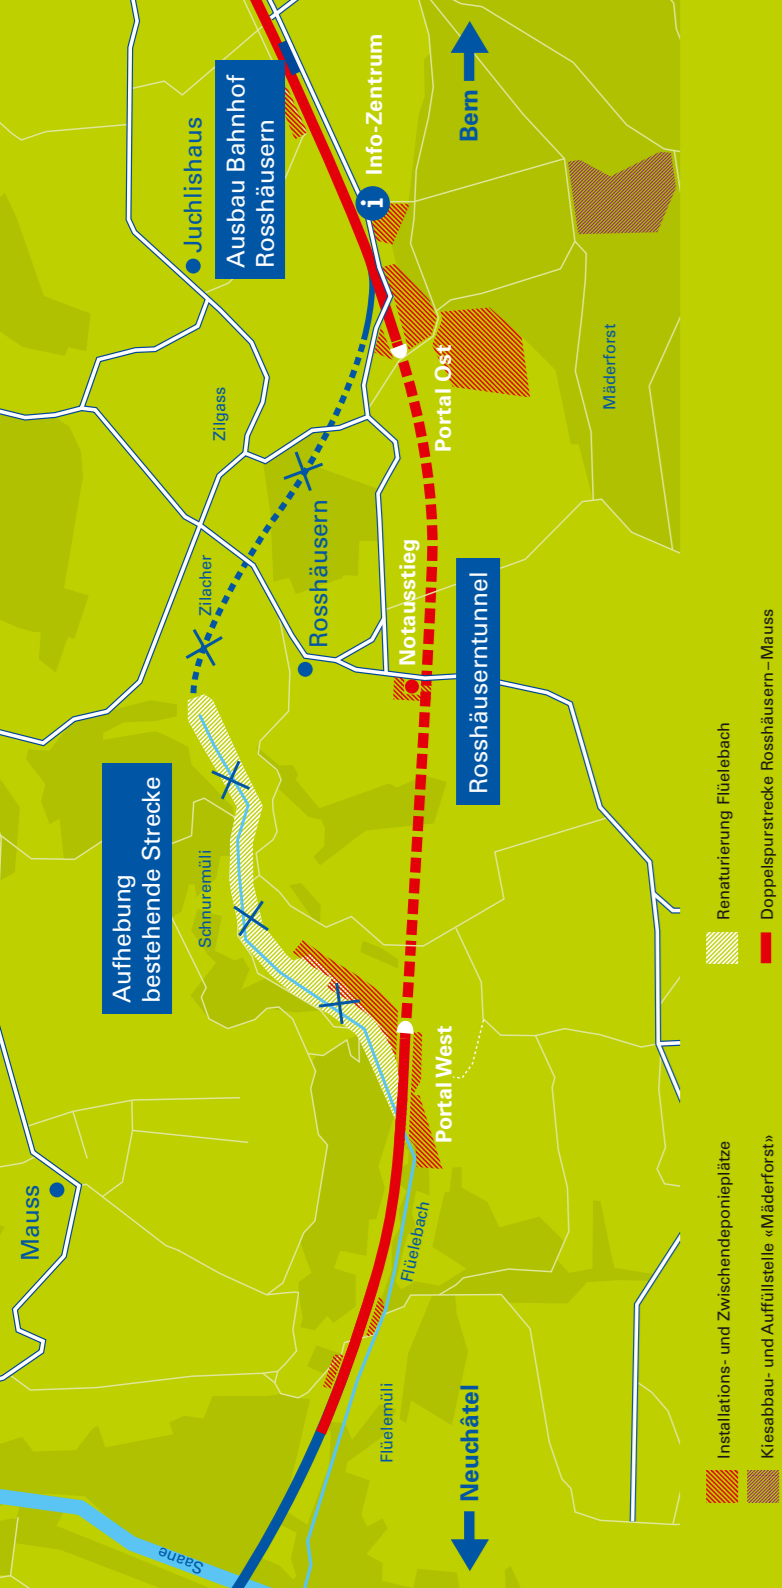 Saane
Mauss
Aufhebung
bestehende Strecke
Schnuremüli
Zilacher
Zilgass
Juchlishaus
Ausbau Bahnhof
Rosshäusern
Rosshäusern
Info-Zentrum
i
Flüelemüli
Flüelebach
Portal West
Notausstieg
Portal Ost
Neuchâtel
Rosshäuserntunnel
Bern
Mäderforst
Installations- und Zwischendeponieplätze
Kiesabbau- und Auffüllstelle «Mäderforst»
Renaturierung Flüelebach
Doppelspurstrecke Rosshäusern–Mauss